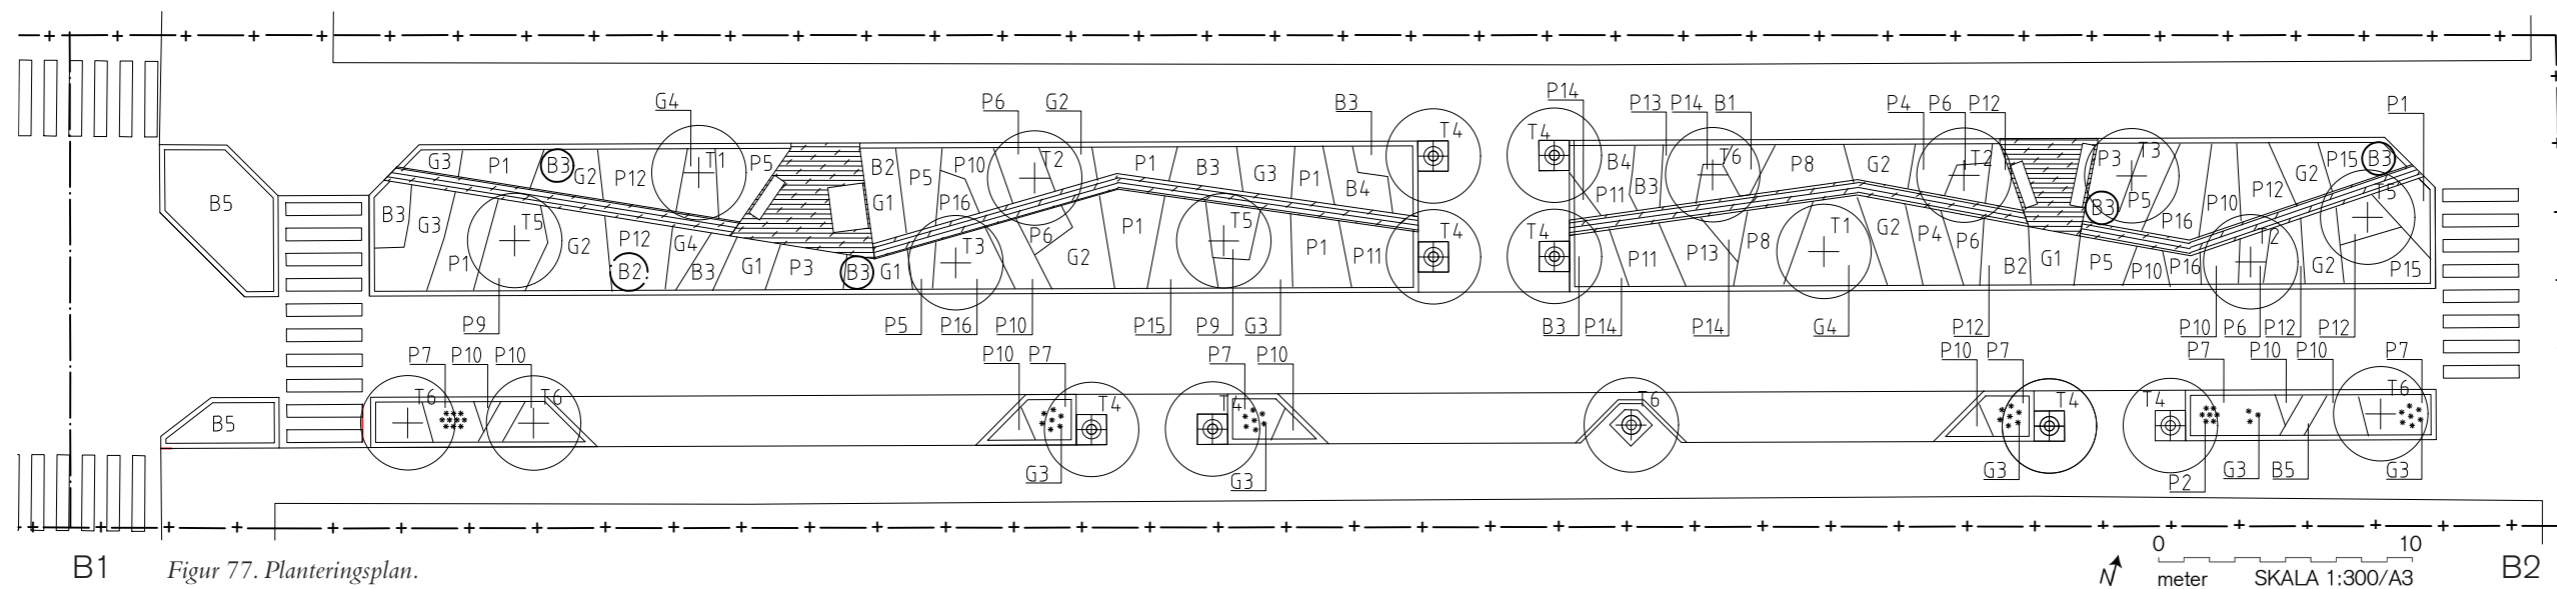 G4 P6 G2 B3 P14 P13 P14 B1 P4 P6 P12 P1
T4 T4
G3 P1 B3 G2 P12 T1 P5 B2 P10 T2 P1 B3 G3 P1 B4 B4 T6 P8 G2 T2 P3 T3 G2 P15 B3
B5 B3 G3 T5 G1 P5 P16 P11 B3 P5 P16 P10 P12 T5
P1 G2 P12 G4 B3 G1 P3 B3 G1 T3 P6 G2 P1 T5 P1 P11 T4 T4 P11 P13 P8 T1 G2 P4 P6 B2 G1 B3 P5 P10 P16 T2 G2 P15
B2
P9 P5 P16 P10 P15 P9 G3 B3 P14 P14 G4 P12 P10 P6 P12 P12
P7 P10 P10 P10 P7 P7 P10 P10 P7 P7 P10 P10 P7
B5 T6 T6 T4 T4 T6 T4 T4 T6
G3 G3 G3 P2 G3 B5 G3
B1 Figur 77. Planteringsplan.
N
0 10
meter SKALA 1:300/A3
B2